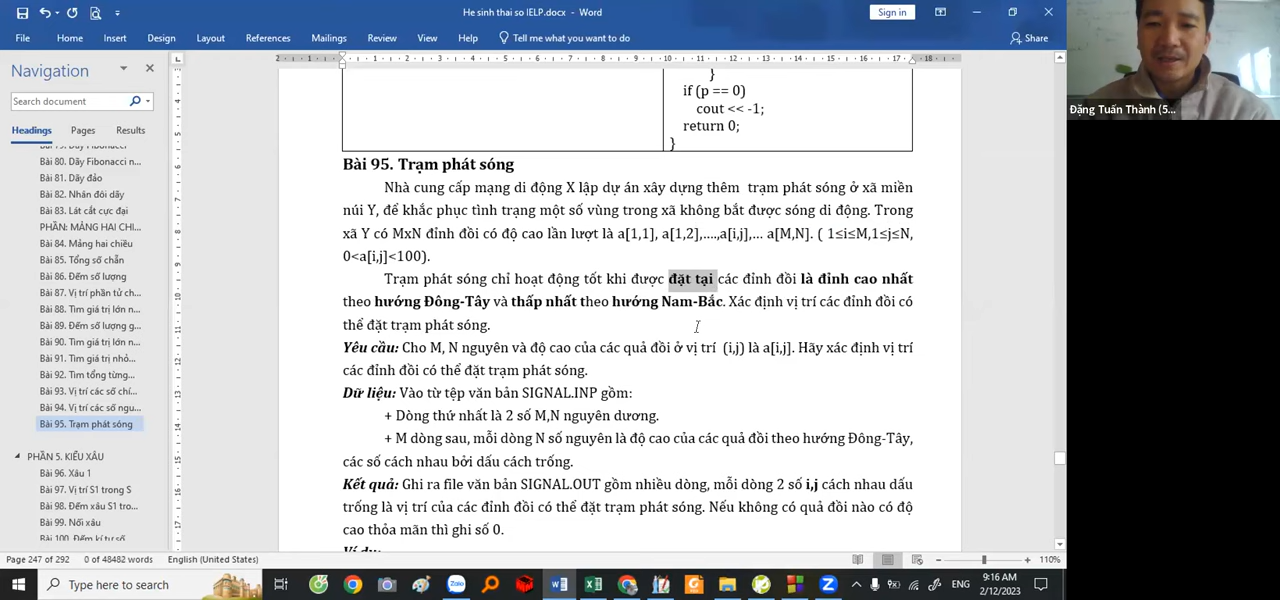 He sinh thai so IELP.docx - Word
Sign in
File Home Insert Design Layout References Mailings Review View Help Tell me what you want to do Share
Navigation
Search document
Headings Pages Results
Bài 80. Dãy Fibonacci n...
Bài 81. Dãy đảo
Bài 82. Nhân đôi dãy
Bài 83. Lát cắt cực đại
PHẦN: MẢNG HAI CHI...
Bài 84. Mảng hai chiều
Bài 85. Tổng số chẵn
Bài 86. Đếm số lượng
Bài 87. Vị trí phần tử ch...
Bài 88. Tìm giá trị lớn n...
Bài 89. Đếm số lượng g...
Bài 90. Tìm giá trị lớn n...
Bài 91. Tìm giá trị nhỏ...
Bài 92. Tìm tổng từng...
Bài 93. Vị trí các số chí...
Bài 94. Vị trí các số ngu...
Bài 95. Trạm phát sóng
PHẦN 5. KIỂU XÂU
Bài 96. Xâu 1
Bài 97. Vị trí S1 trong S
Bài 98. Đếm xâu S1 tro...
Bài 99. Nối xâu
Bài 100. Đếm kí tự số
}
if (p == 0)
cout << -1;
return 0;
}
Bài 95. Trạm phát sóng
Nhà cung cấp mạng di động X lập dự án xây dựng thêm trạm phát sóng ở xã miền
núi Y, để khắc phục tình trạng một số vùng trong xã không bắt được sóng di động. Trong
xã Y có MxN đỉnh đồi có độ cao lần lượt là a[1,1], a[1,2],....,a[i,j],... a[M,N]. ( 1≤i≤M,1≤j≤N,
0<a[i,j]<100).
Trạm phát sóng chỉ hoạt động tốt khi được đặt tại các đỉnh đồi là đỉnh cao nhất
theo hướng Đông-Tây và thấp nhất theo hướng Nam-Bắc. Xác định vị trí các đỉnh đồi có
thể đặt trạm phát sóng.
Yêu cầu: Cho M, N nguyên và độ cao của các quả đồi ở vị trí (i,j) là a[i,j]. Hãy xác định vị trí
các đỉnh đồi có thể đặt trạm phát sóng.
Dữ liệu: Vào từ tệp văn bản SIGNAL.INP gồm:
+ Dòng thứ nhất là 2 số M,N nguyên dương.
+ M dòng sau, mỗi dòng N số nguyên là độ cao của các quả đồi theo hướng Đông-Tây,
các số cách nhau bởi dấu cách trống.
Kết quả: Ghi ra file văn bản SIGNAL.OUT gồm nhiều dòng, mỗi dòng 2 số i,j cách nhau dấu
trống là vị trí của các đỉnh đồi có thể đặt trạm phát sóng. Nếu không có quả đồi nào có độ
cao thỏa mãn thì ghi số 0.
Ví dụ:
Đặng Tuấn Thành (5...
Page 247 of 292 0 of 48492 words English (United States) 110%
Type here to search
Zalo
ENG
9:16 AM
2/12/2023